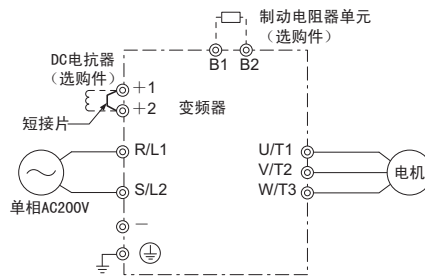 制动电阻器单元
（选购件）
DC电抗器
（选购件）
B1
B2
+1
+2
变频器
短接片
R/L1
U/T1
V/T2
S/L2
W/T3
电机
单相AC200V
−